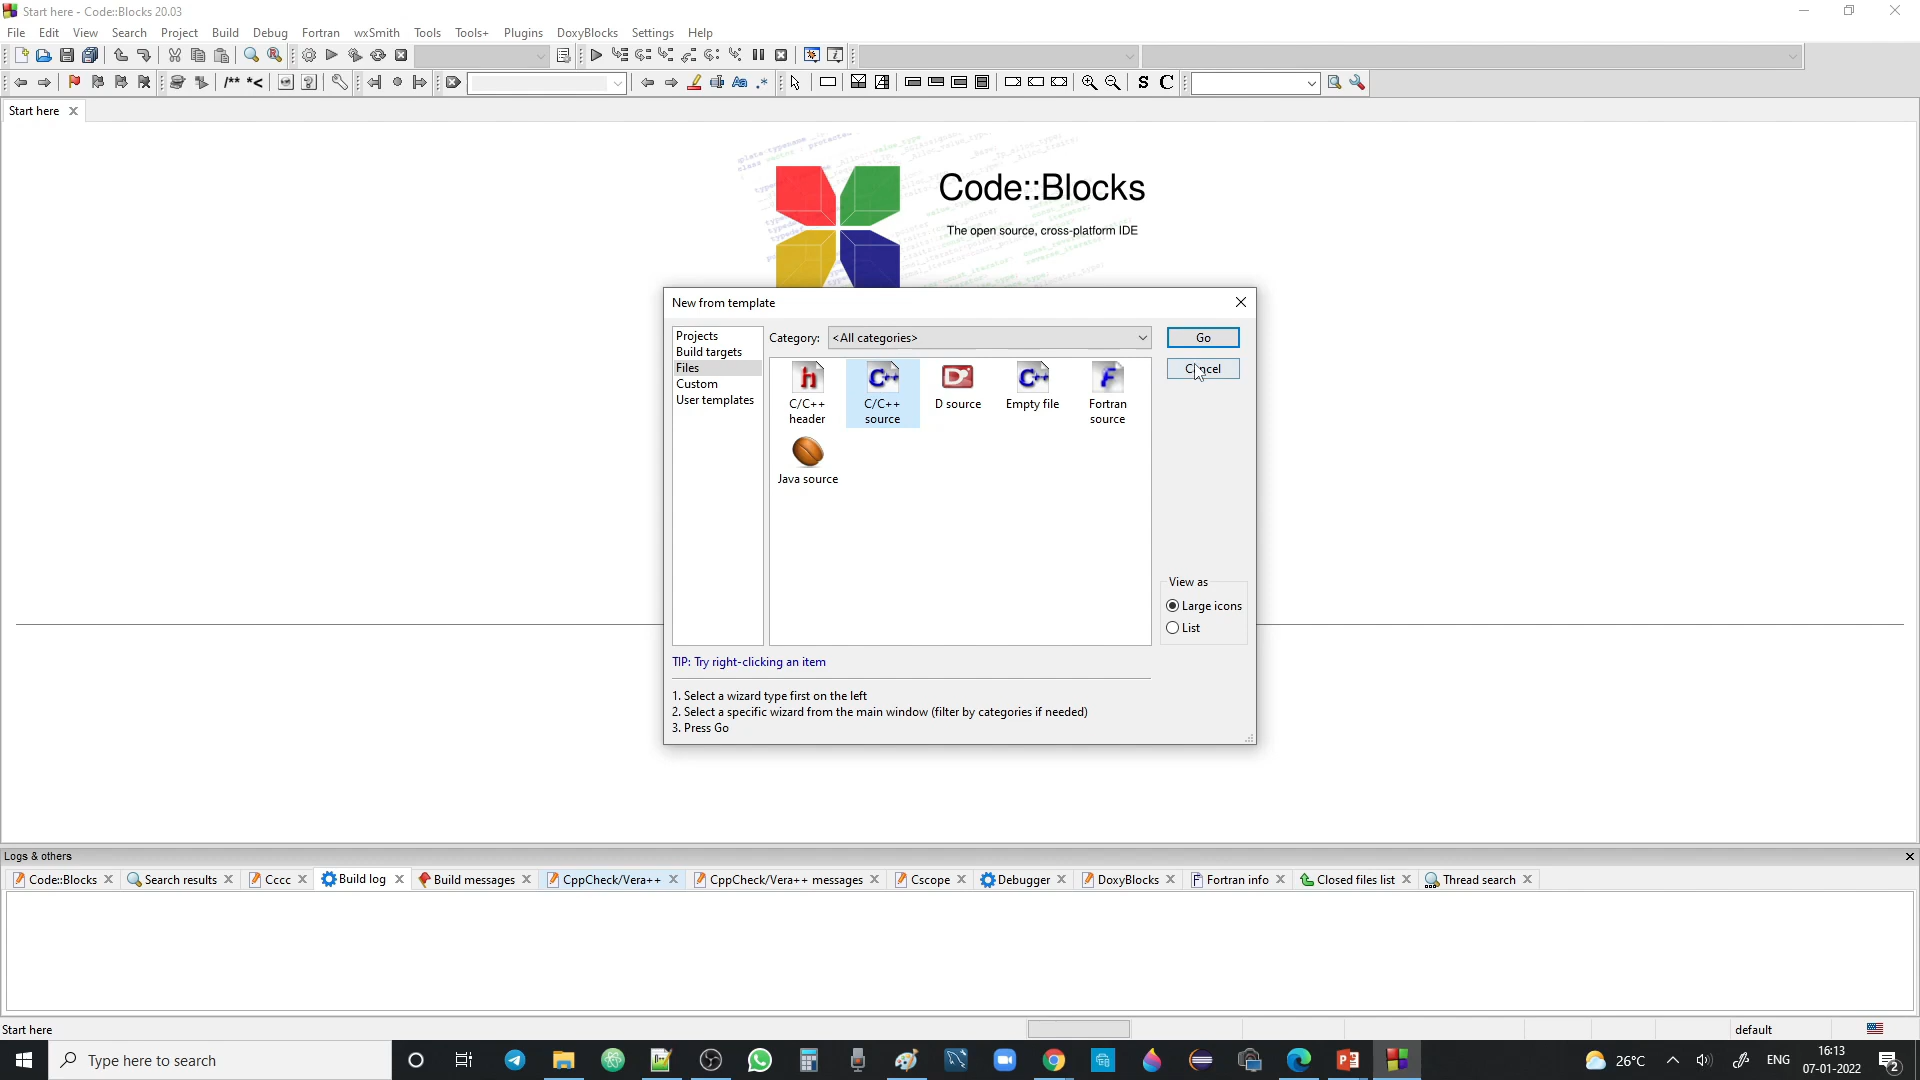 Start here - Code::Blocks 20.03
File Edit View Search Project Build Debug Fortran wxSmith Tools Tools+ Plugins DoxyBlocks Settings Help
/** *< Aa .* S C
Start here
Code::Blocks
The open source, cross-platform IDE
New from template
Projects
Build targets
Files
Custom
User templates
Category: <All categories>
Go
Cancel
C/C++ header
C/C++ source
D source
Empty file
Fortran source
Java source
View as
Large icons
List
TIP: Try right-clicking an item
1. Select a wizard type first on the left
2. Select a specific wizard from the main window (filter by categories if needed)
3. Press Go
Logs & others
Code::Blocks Search results Cccc Build log Build messages CppCheck/Vera++ CppCheck/Vera++ messages Cscope Debugger DoxyBlocks Fortran info Closed files list Thread search
Start here default
Type here to search
26°C ENG 16:13
07-01-2022 2